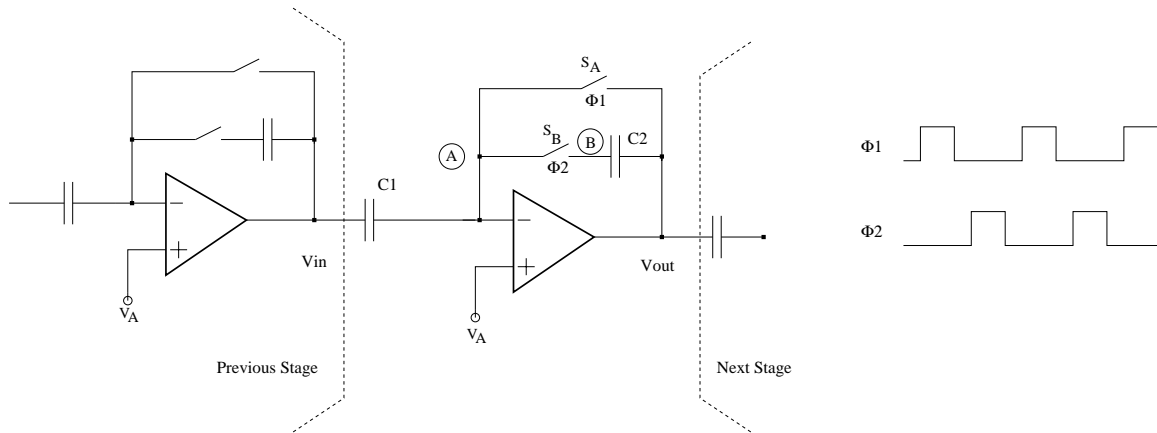 S_A
Φ1
S_B
B
C2
Φ2
A
C1
−
+
Vin
V_A
Previous Stage
−
+
Vout
V_A
Next Stage
Φ1
Φ2